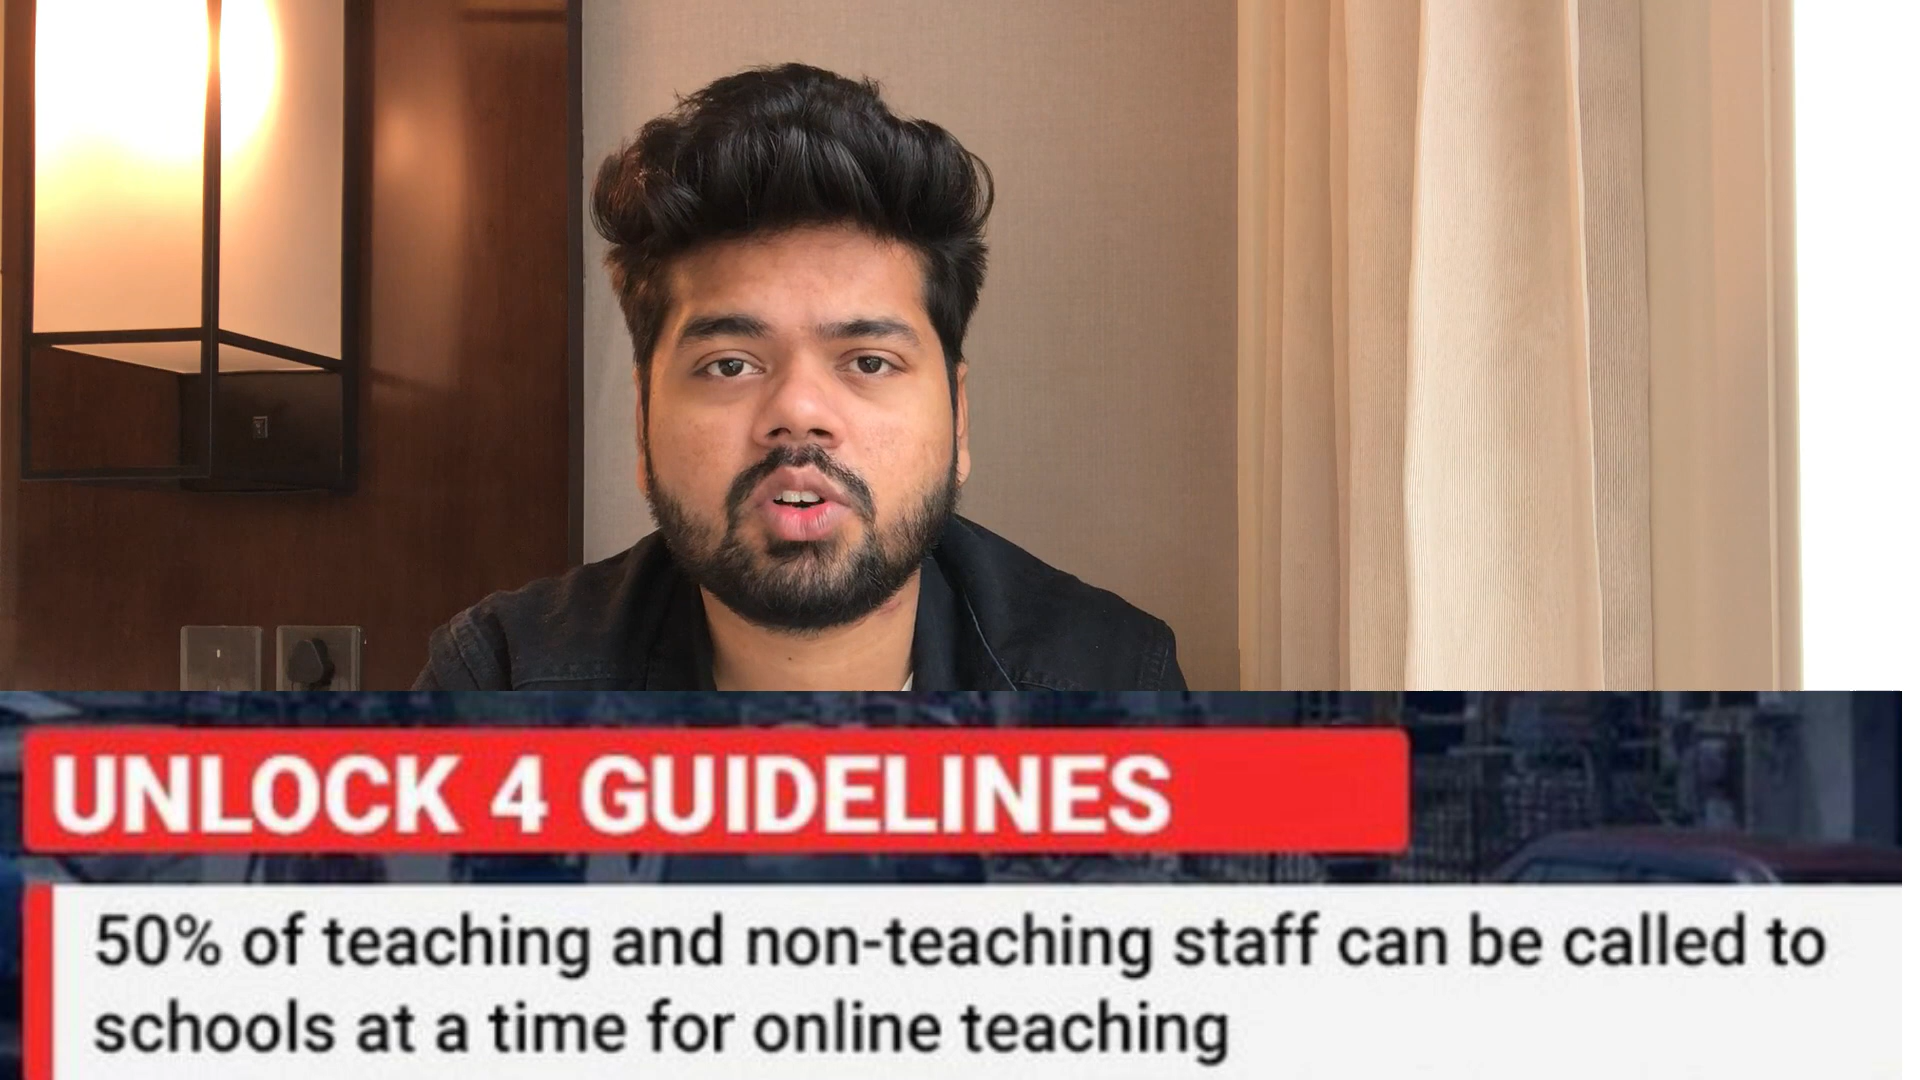 UNLOCK 4 GUIDELINES
50% of teaching and non-teaching staff can be called to
schools at a time for online teaching